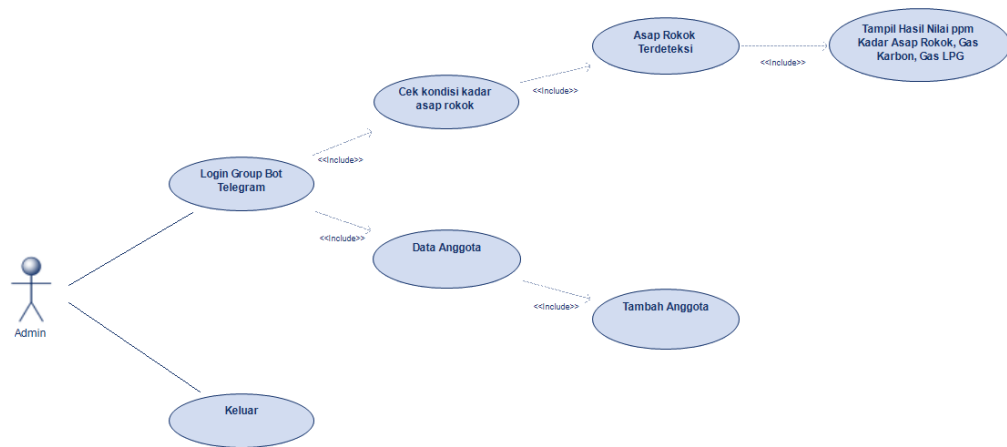 Tampil Hasil Nilai ppm
Kadar Asap Rokok, Gas
Karbon, Gas LPG
Asap Rokok
Terdeteksi
<<Include>>
Cek kondisi kadar
asap rokok
<<Include>>
<<Include>>
Login Group Bot
Telegram
<<Include>>
Data Anggota
<<Include>>
Tambah Anggota
Admin
Keluar